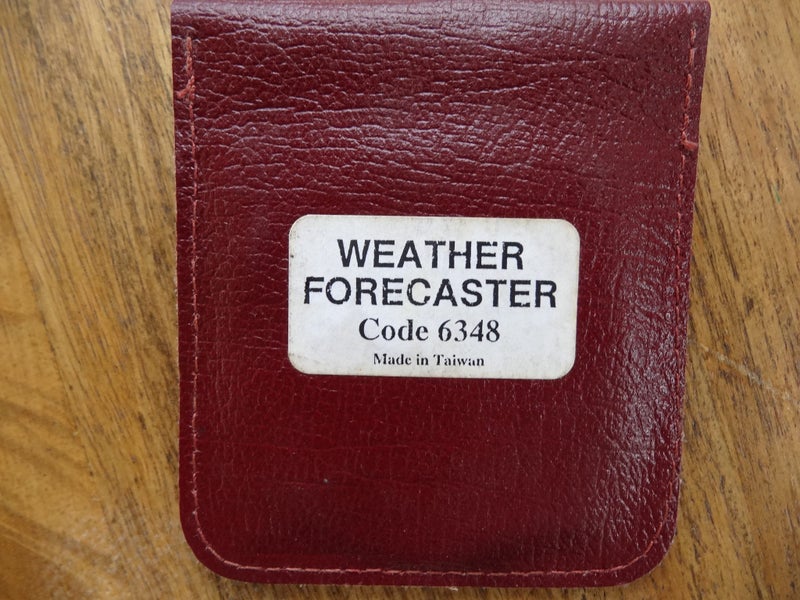 WEATHER
FORECASTER
Code 6348
Made in Taiwan